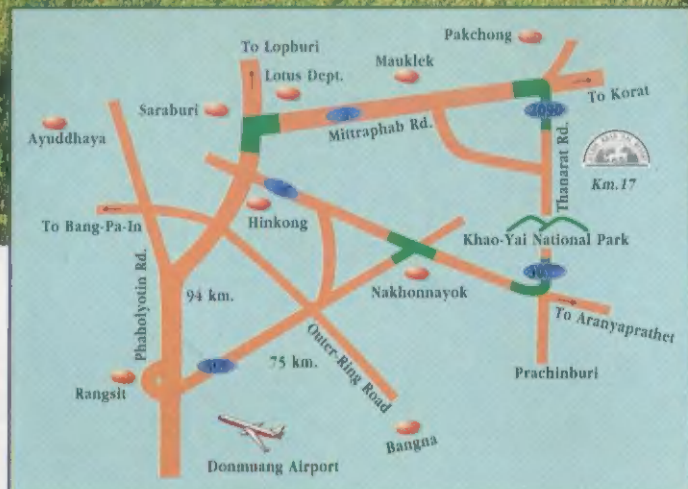 Pakchong
To Lopburi
Lotus Dept.
Mauklek
To Korat
Saraburi
2
2090
Mittraphab Rd.
Ayuddhaya
Thanarat Rd.
Km.17
To Bang-Pa-In
Hinkong
Khao-Yai National Park
Phaholyotin Rd.
94 km.
Nakhonnayok
To Aranyaprathet
Outer-Ring Road
75 km.
Rangsit
Prachinburi
Bangna
Donmuang Airport